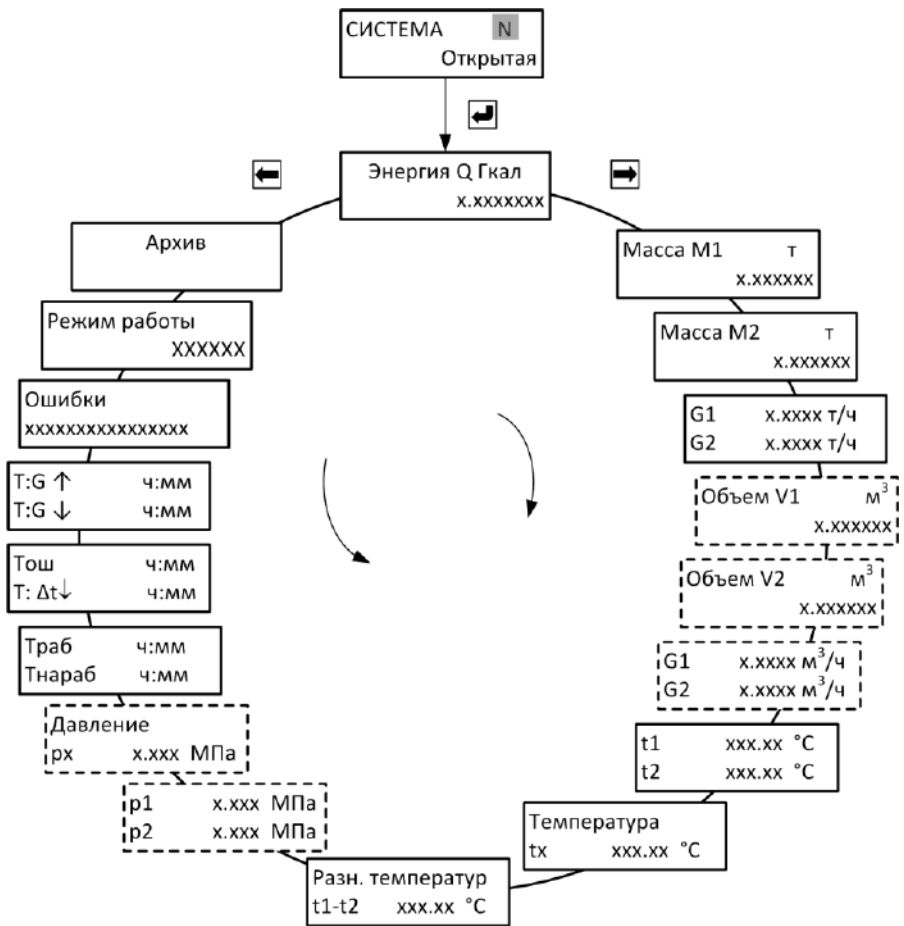 СИСТЕМА N
Открытая
Энергия Q Гкал
x.xxxxxxx
Масса M1 т
x.xxxxxx
Масса M2 т
x.xxxxxx
G1 x.xxxx т/ч
G2 x.xxxx т/ч
Объем V1 м³
x.xxxxxx
Объем V2 м³
x.xxxxxx
G1 x.xxxx м³/ч
G2 x.xxxx м³/ч
t1 xxx.xx °C
t2 xxx.xx °C
Температура
tx xxx.xx °C
Разн. температур
t1-t2 xxx.xx °C
p1 x.xxx МПа
p2 x.xxx МПа
Давление
px x.xxx МПа
Траб ч:мм
Тнараб ч:мм
Тош ч:мм
T: Δt↓ ч:мм
T:G ↑ ч:мм
T:G ↓ ч:мм
Ошибки
xxxxxxxxxxxxxxxx
Режим работы
XXXXXX
Архив